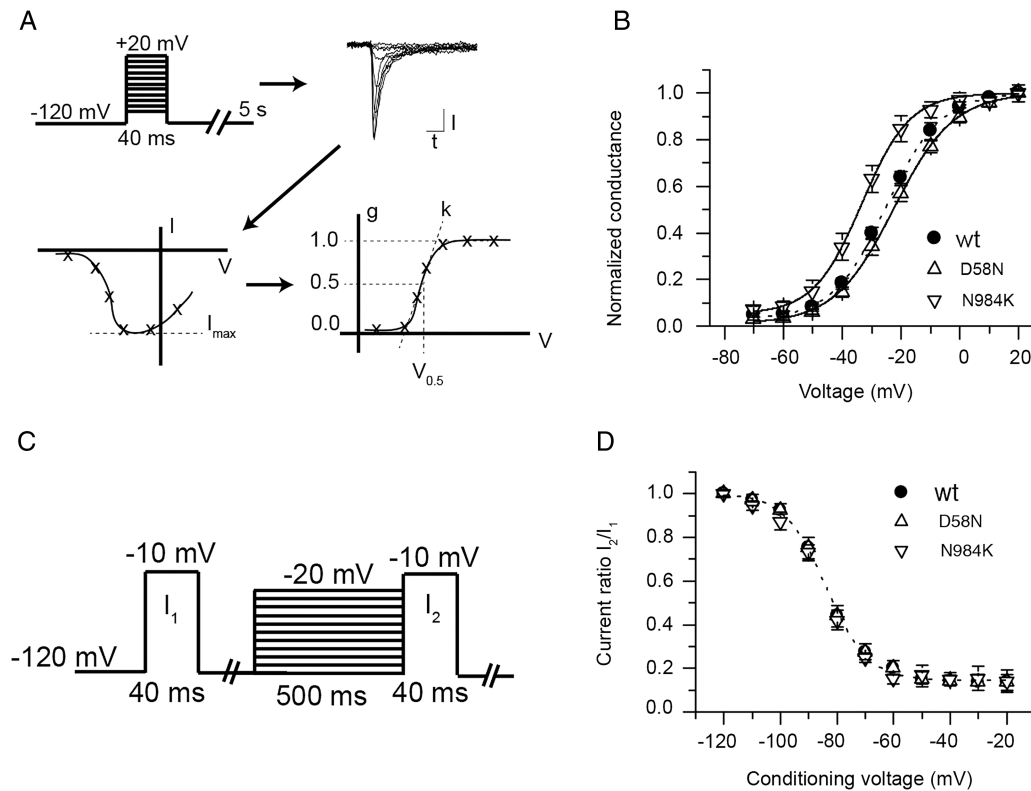 A
+20 mV
-120 mV
5 s
40 ms
I
t
I
V
I max
g
k
1.0
0.5
0.0
V
V 0.5
B
Normalized conductance
1.0
0.8
0.6
0.4
0.2
0.0
wt
D58N
N984K
-80
-60
-40
-20
0
20
Voltage (mV)
C
-10 mV
-20 mV
-10 mV
I1
I2
-120 mV
40 ms
500 ms
40 ms
D
Current ratio I2/I1
1.0
0.8
0.6
0.4
0.2
0.0
wt
D58N
N984K
-120
-100
-80
-60
-40
-20
Conditioning voltage (mV)